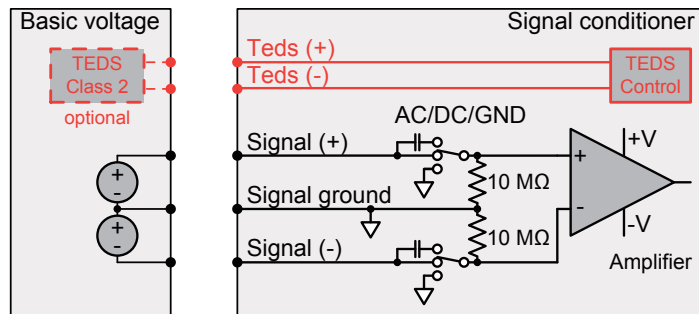 Basic voltage
Signal conditioner
TEDS
Class 2
optional
Teds (+)
Teds (-)
TEDS
Control
AC/DC/GND
Signal (+)
+V
+
-
10 MΩ
+
-
Signal ground
+
-
10 MΩ
-V
Signal (-)
Amplifier